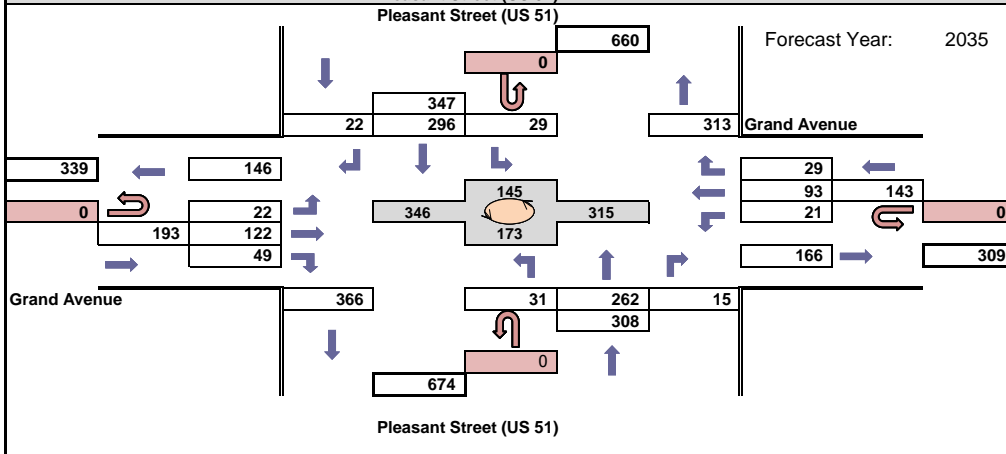 Pleasant Street (US 51)
660
Forecast Year: 2035
0
347
22 296 29 313 Grand Avenue
339 146 29
145
93 143
0 22 346 315 21 0
193 122 173
49 166 309
Grand Avenue 366 31 262 15
308
0
674
Pleasant Street (US 51)